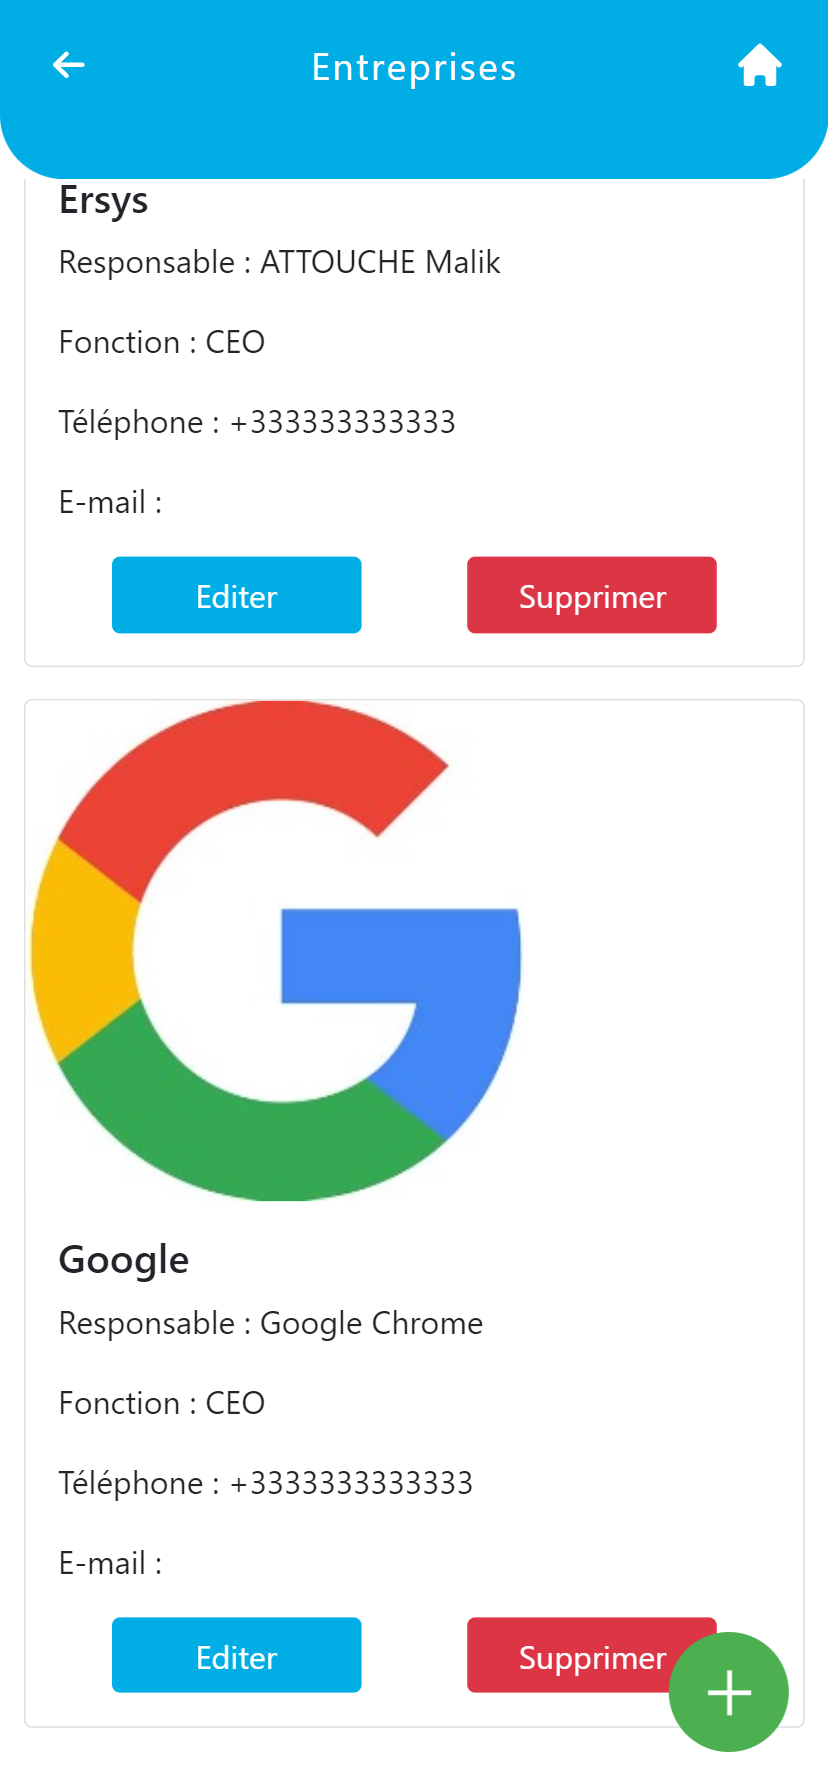 Entreprises
Ersys
Responsable : ATTOUCHE Malik
Fonction : CEO
Téléphone : +333333333333
E-mail :
Editer Supprimer
Google
Responsable : Google Chrome
Fonction : CEO
Téléphone : +3333333333333
E-mail :
Editer Supprimer